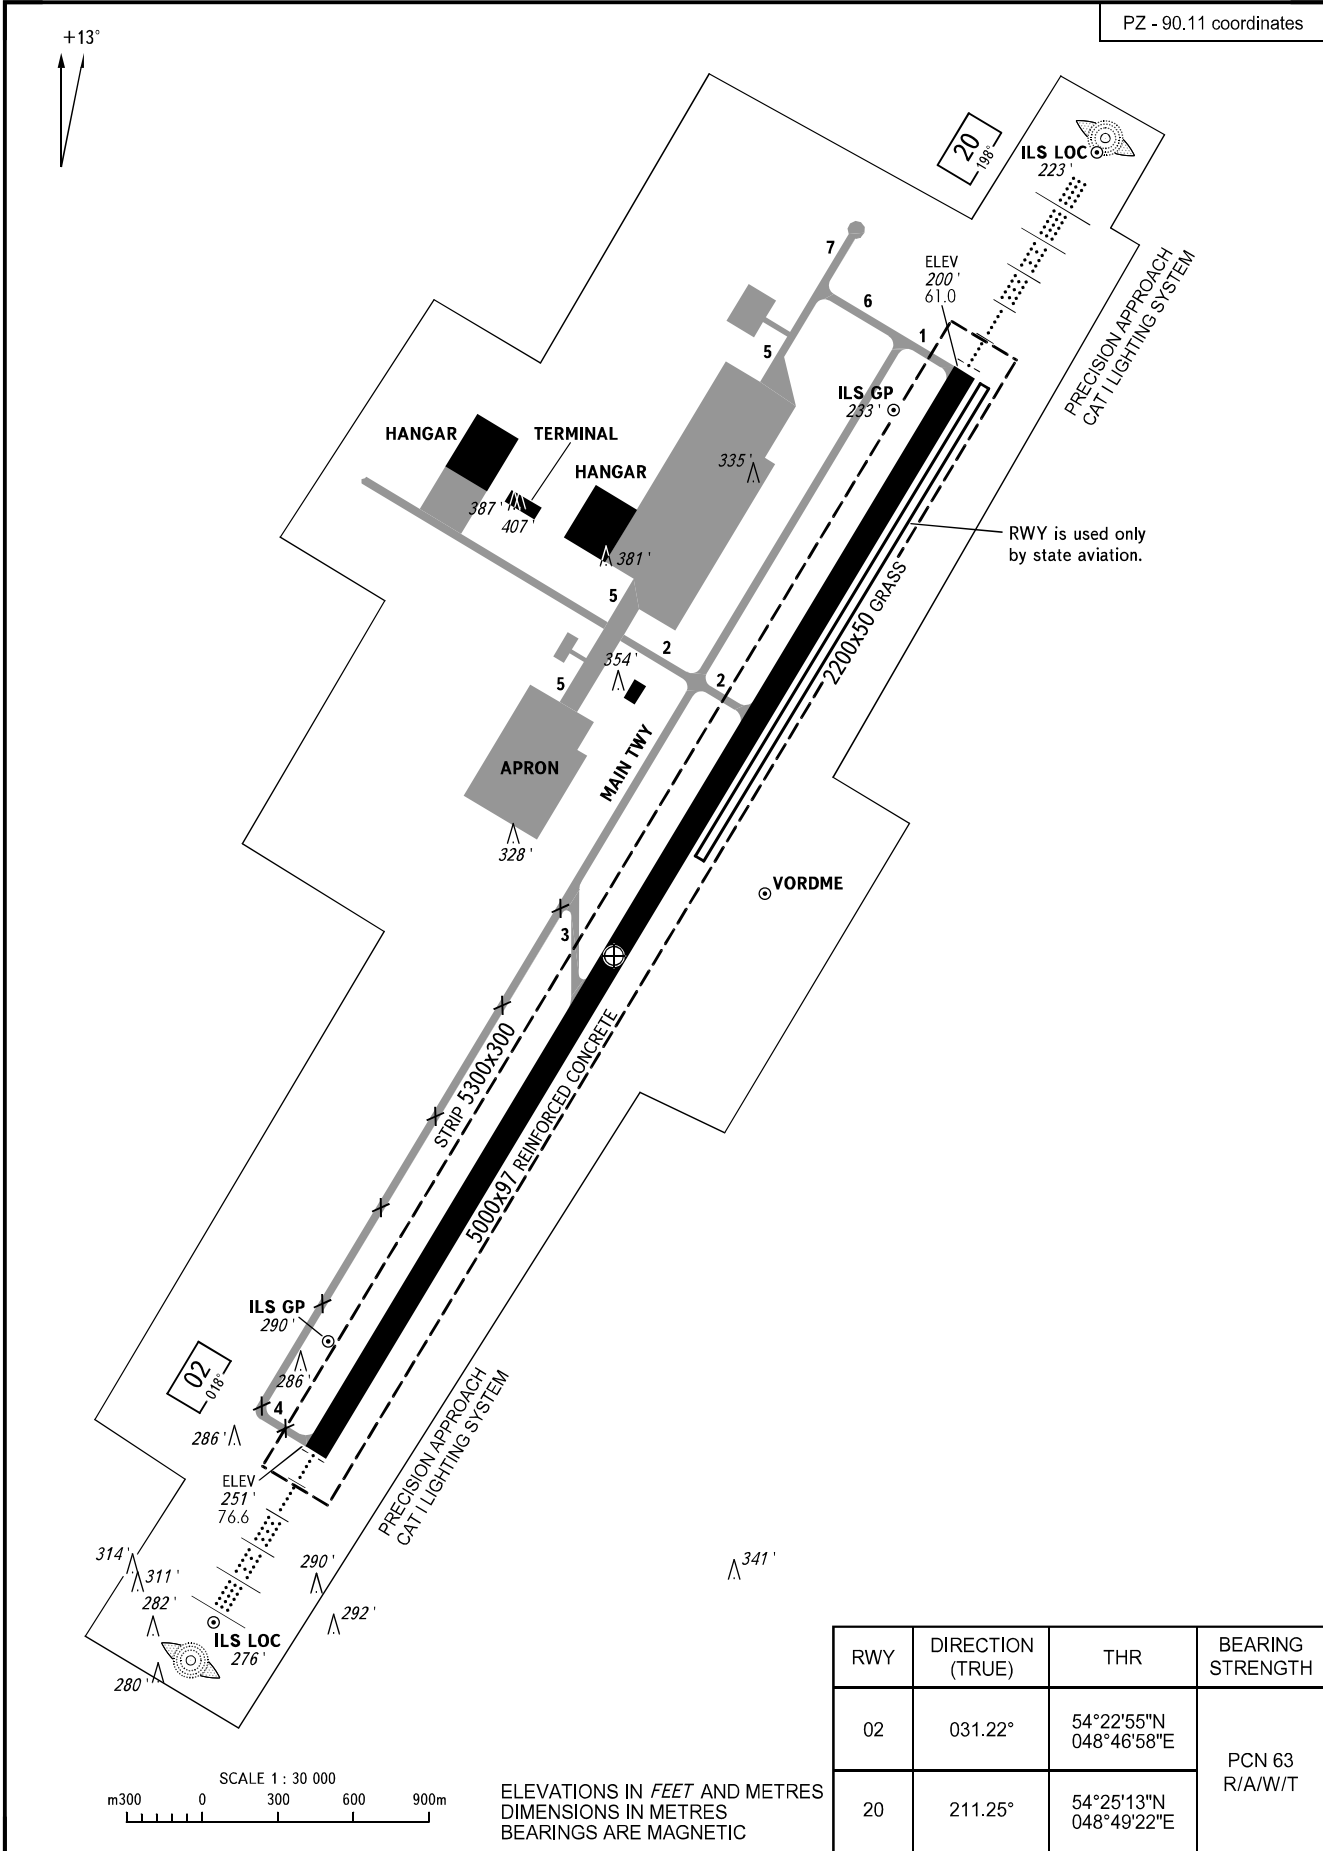 PZ - 90.11 coordinates
+13°
20
198°
ILS LOC
223 '
PRECISION APPROACH
CAT I LIGHTING SYSTEM
7
ELEV
200 '
61.0
6
1
5
ILS GP
233 '
HANGAR
TERMINAL
HANGAR
335 '
387 '
407 '
381 '
RWY is used only
by state aviation.
2200x50 GRASS
5
2
354 '
2
5
MAIN TWY
APRON
328 '
VORDME
3
STRIP 5300x300
5000x97 REINFORCED CONCRETE
ILS GP
290 '
286 '
02
018°
4
286 '
ELEV
251 '
76.6
PRECISION APPROACH
CAT I LIGHTING SYSTEM
314 '
311 '
290 '
341 '
282 '
292 '
ILS LOC
276 '
280 '
RWY
DIRECTION
(TRUE)
THR
BEARING
STRENGTH
02
031.22°
54°22'55"N
048°46'58"E
PCN 63
R/A/W/T
20
211.25°
54°25'13"N
048°49'22"E
SCALE 1 : 30 000
m300 0 300 600 900m
ELEVATIONS IN FEET AND METRES
DIMENSIONS IN METRES
BEARINGS ARE MAGNETIC